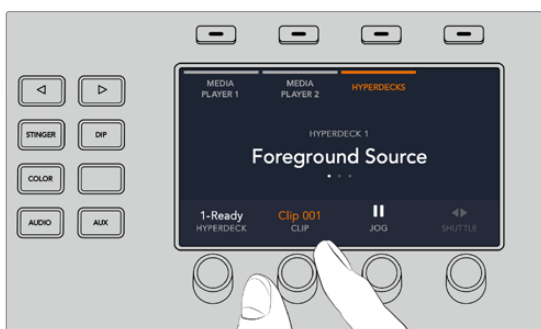 MEDIA
PLAYER 1
MEDIA
PLAYER 2
HYPERDECKS
STINGER
DIP
COLOR
AUDIO
AUX
HYPERDECK 1
Foreground Source
1-Ready
HYPERDECK
Clip 001
CLIP
JOG
SHUTTLE